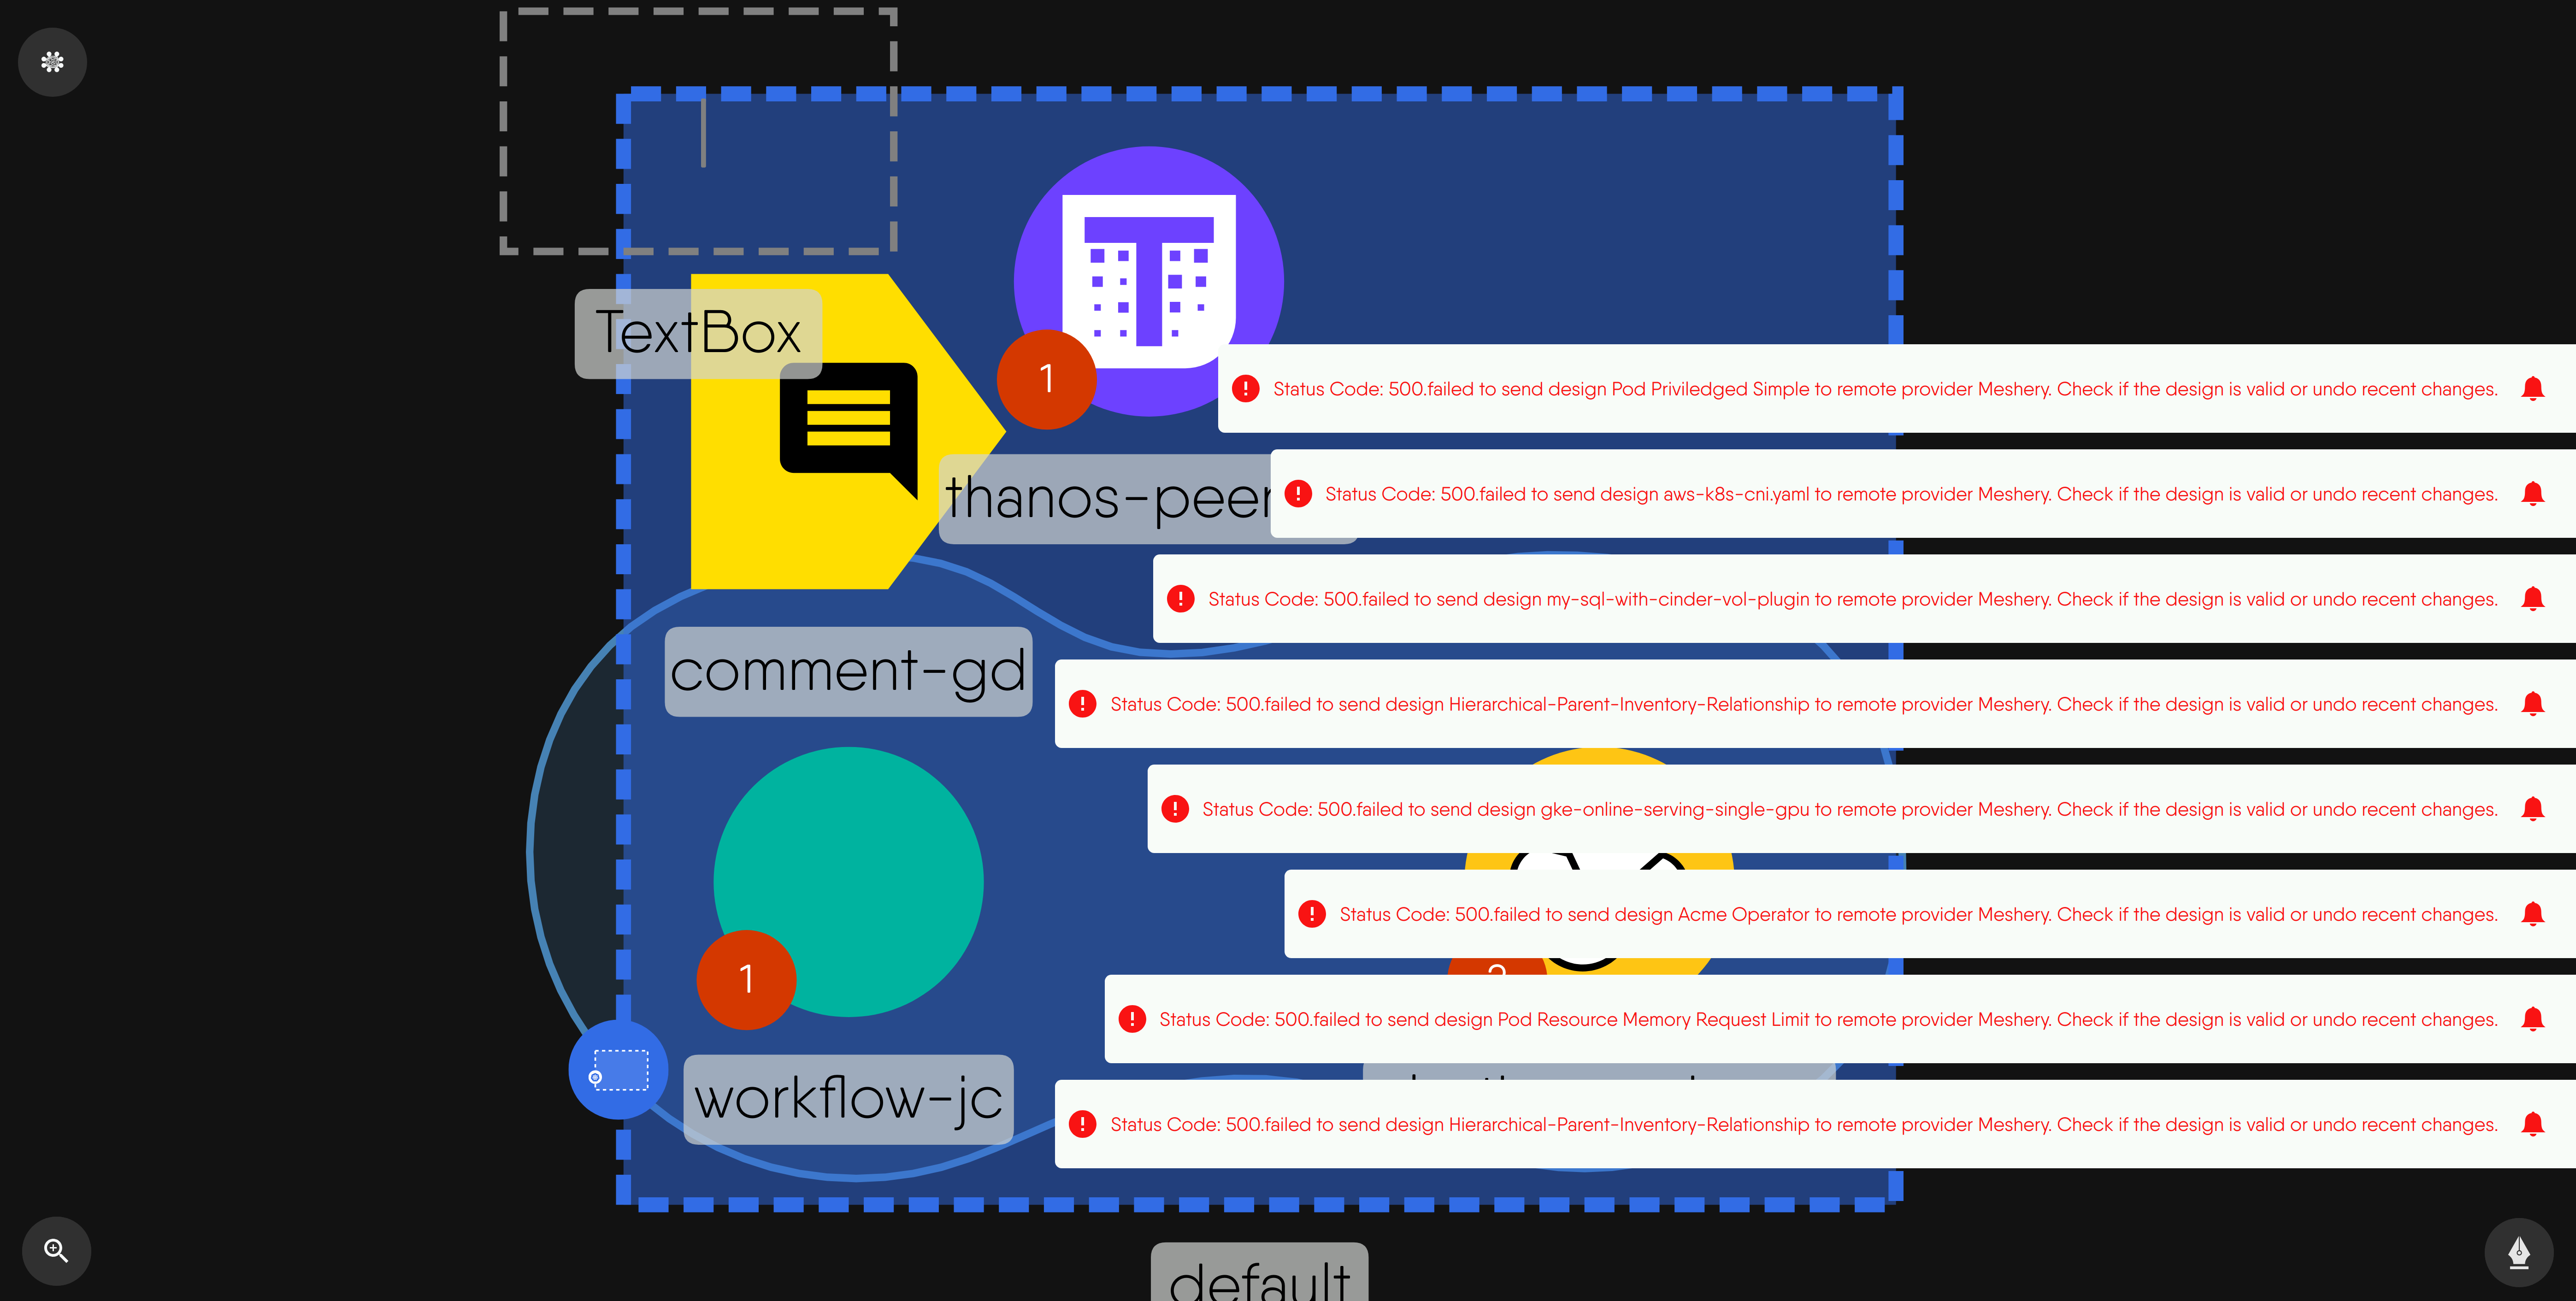 TextBox
1
Status Code: 500.failed to send design Pod Priviledged Simple to remote provider Meshery. Check if the design is valid or undo recent changes.
thanos-peer
Status Code: 500.failed to send design aws-k8s-cni.yaml to remote provider Meshery. Check if the design is valid or undo recent changes.
Status Code: 500.failed to send design my-sql-with-cinder-vol-plugin to remote provider Meshery. Check if the design is valid or undo recent changes.
comment-gd
Status Code: 500.failed to send design Hierarchical-Parent-Inventory-Relationship to remote provider Meshery. Check if the design is valid or undo recent changes.
Status Code: 500.failed to send design gke-online-serving-single-gpu to remote provider Meshery. Check if the design is valid or undo recent changes.
Status Code: 500.failed to send design Acme Operator to remote provider Meshery. Check if the design is valid or undo recent changes.
1
Status Code: 500.failed to send design Pod Resource Memory Request Limit to remote provider Meshery. Check if the design is valid or undo recent changes.
workflow-jc
Status Code: 500.failed to send design Hierarchical-Parent-Inventory-Relationship to remote provider Meshery. Check if the design is valid or undo recent changes.
default